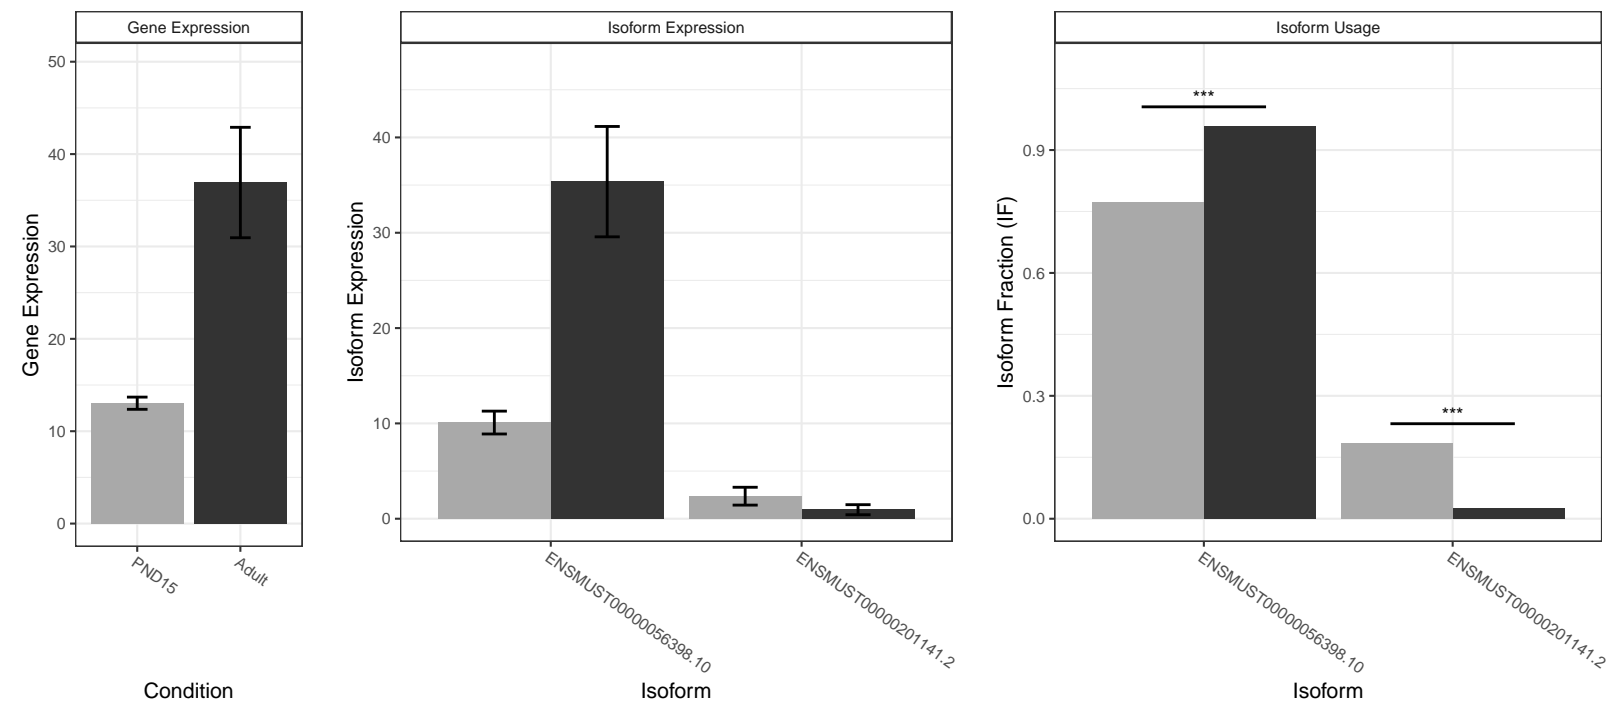 Gene Expression
Gene Expression
50
40
30
20
10
0
PND15
Adult
Condition
Isoform Expression
Isoform Expression
40
30
20
10
0
ENSMUST00000056398.10
ENSMUST00000201141.2
Isoform
Isoform Usage
Isoform Fraction (IF)
0.9
0.6
0.3
0.0
***
***
ENSMUST00000056398.10
ENSMUST00000201141.2
Isoform